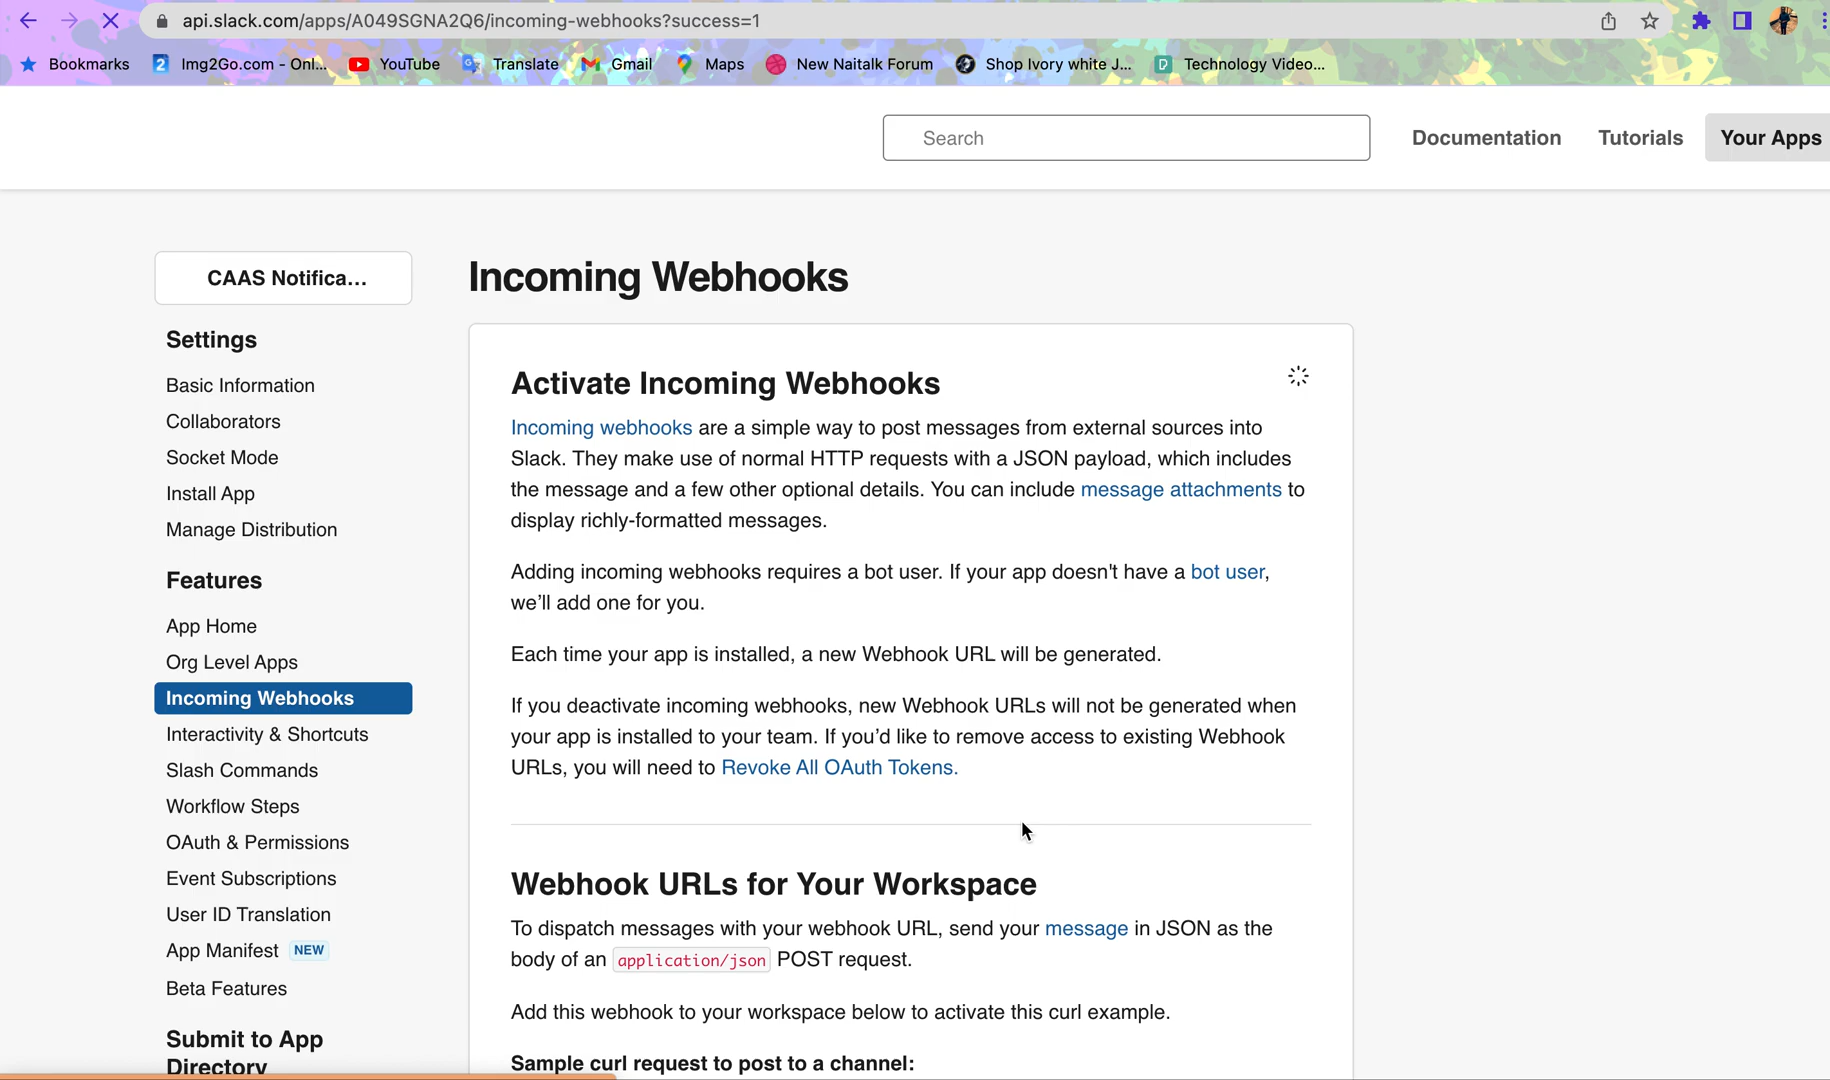 api.slack.com/apps/A049SGNA2Q6/incoming-webhooks?success=1
Bookmarks Img2Go.com - Onl... YouTube Translate Gmail Maps New Naitalk Forum Shop Ivory white J... Technology Video...
Search Documentation Tutorials Your Apps
CAAS Notifica...
Settings
Basic Information
Collaborators
Socket Mode
Install App
Manage Distribution
Features
App Home
Org Level Apps
Incoming Webhooks
Interactivity & Shortcuts
Slash Commands
Workflow Steps
OAuth & Permissions
Event Subscriptions
User ID Translation
App Manifest NEW
Beta Features
Submit to App
Directory
Incoming Webhooks
Activate Incoming Webhooks
Incoming webhooks are a simple way to post messages from external sources into
Slack. They make use of normal HTTP requests with a JSON payload, which includes
the message and a few other optional details. You can include message attachments to
display richly-formatted messages.
Adding incoming webhooks requires a bot user. If your app doesn't have a bot user,
we’ll add one for you.
Each time your app is installed, a new Webhook URL will be generated.
If you deactivate incoming webhooks, new Webhook URLs will not be generated when
your app is installed to your team. If you’d like to remove access to existing Webhook
URLs, you will need to Revoke All OAuth Tokens.
Webhook URLs for Your Workspace
To dispatch messages with your webhook URL, send your message in JSON as the
body of an application/json POST request.
Add this webhook to your workspace below to activate this curl example.
Sample curl request to post to a channel: